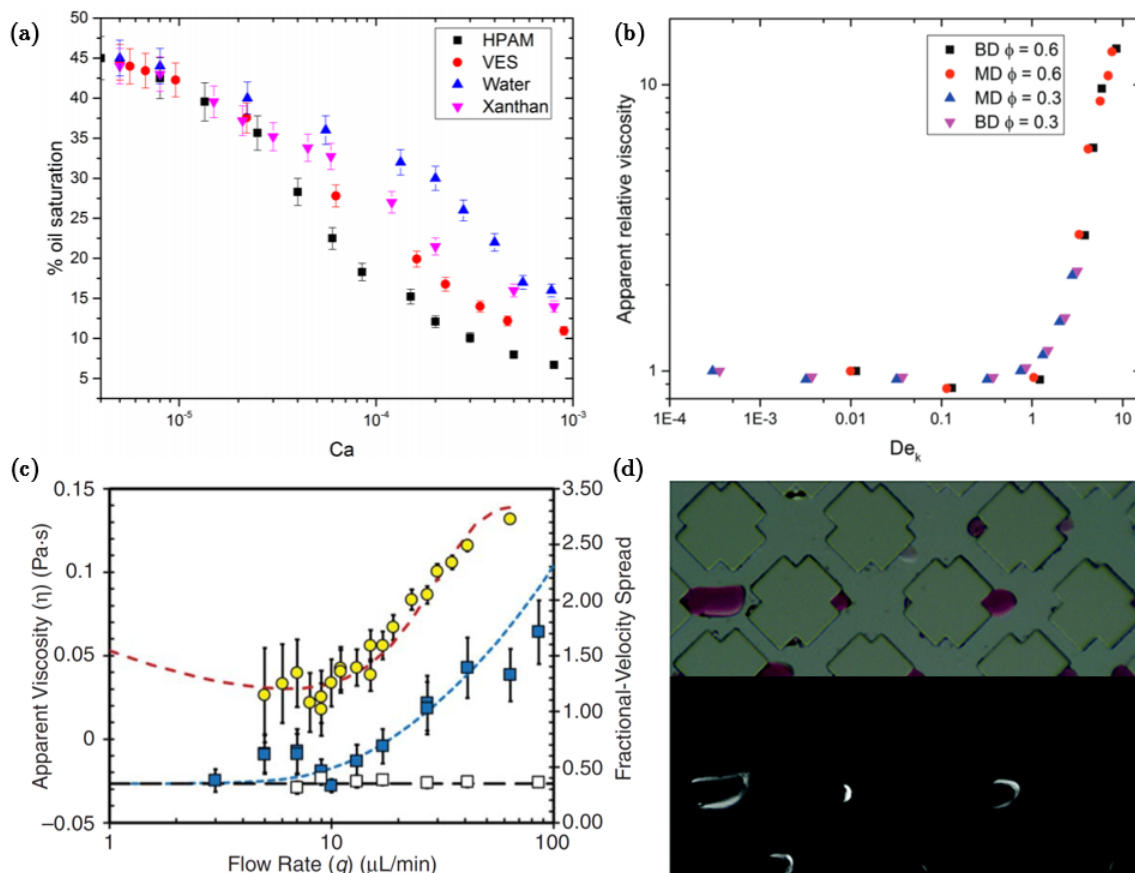 (a)
50
45
40
35
30
25
20
15
10
5
% oil saturation
HPAM
VES
Water
Xanthan
10⁻⁵
10⁻⁴
10⁻³
Ca
(b)
10
1
Apparent relative viscosity
BD ϕ = 0.6
MD ϕ = 0.6
MD ϕ = 0.3
BD ϕ = 0.3
1E-4
1E-3
0.01
0.1
1
10
Deₖ
(c)
0.15
0.1
0.05
0
−0.05
Apparent Viscosity (η) (Pa·s)
3.50
2.50
2.00
1.50
1.00
0.50
0.00
Fractional-Velocity Spread
1
10
100
Flow Rate (q) (μL/min)
(d)